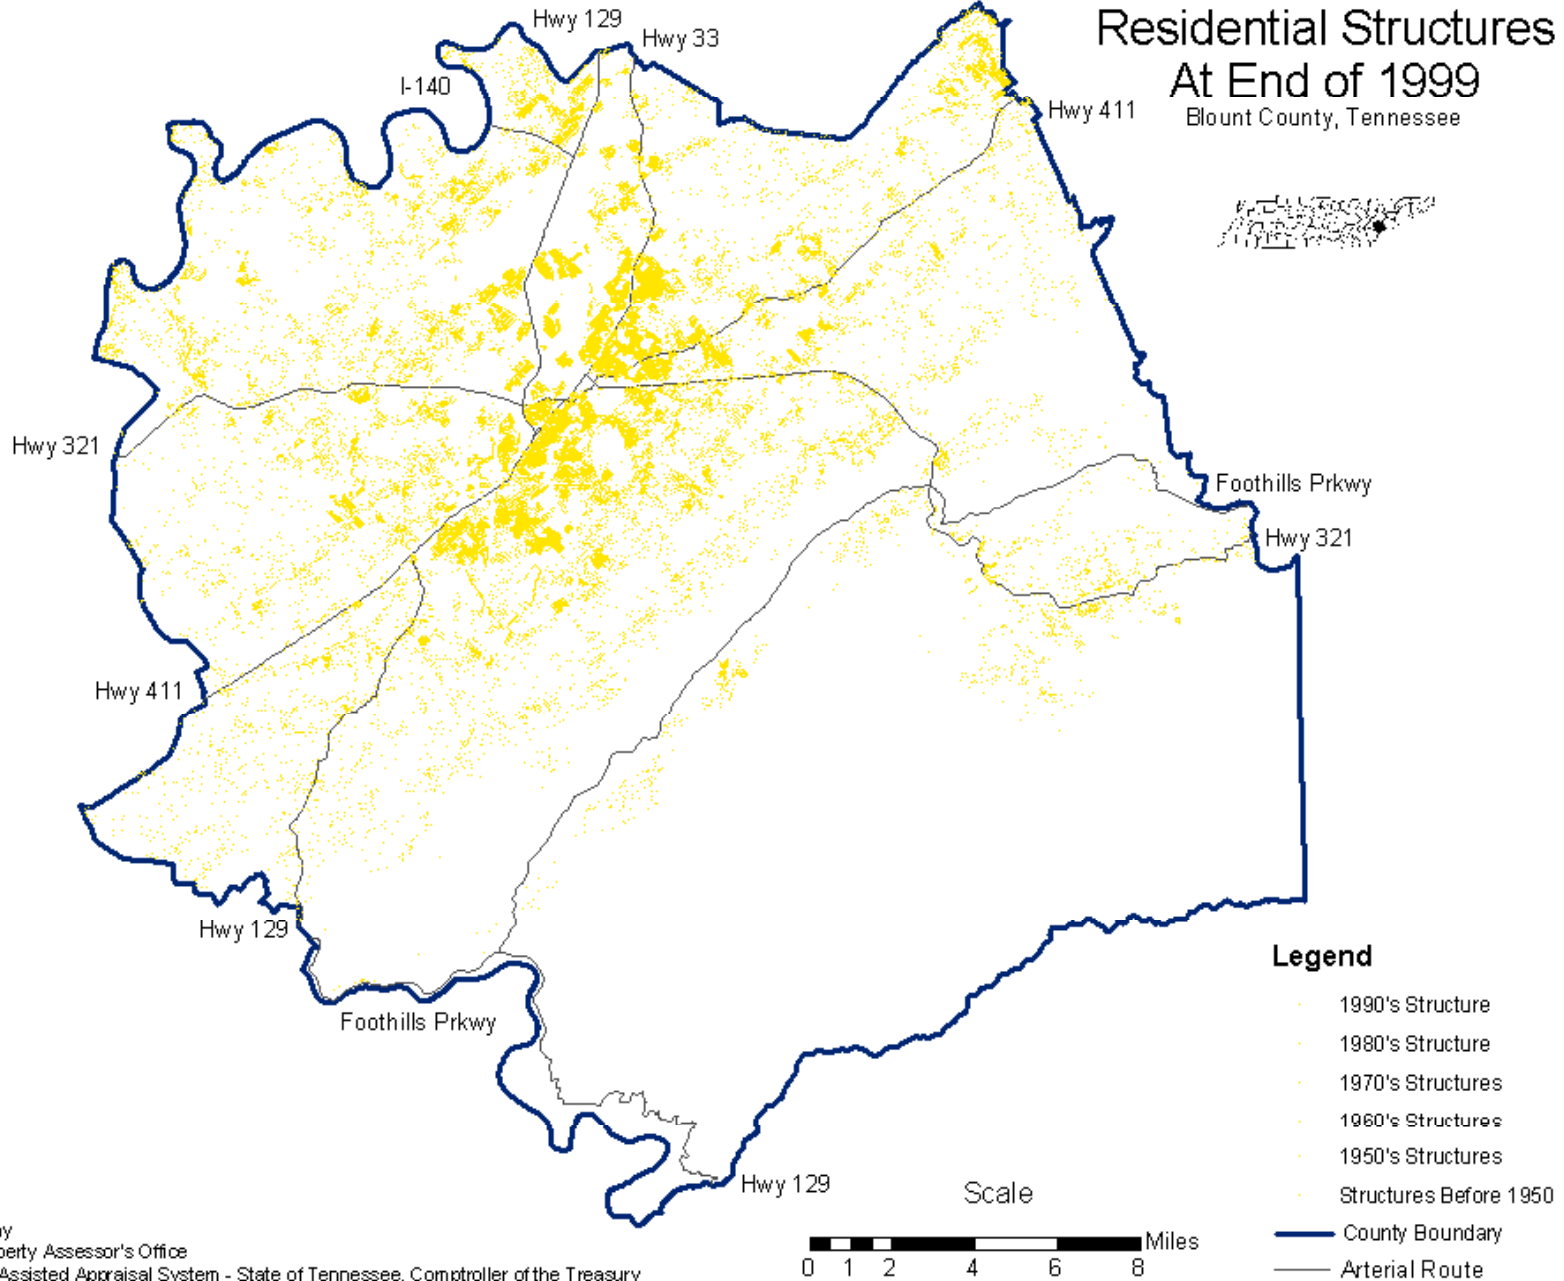 Residential Structures
At End of 1999
Blount County, Tennessee
Hwy 129
Hwy 33
I-140
Hwy 411
Hwy 321
Foothills Prkwy
Hwy 321
Hwy 411
Hwy 129
Foothills Prkwy
Hwy 129
Legend
1990's Structure
1980's Structure
1970's Structures
1960's Structures
1950's Structures
Structures Before 1950
County Boundary
Arterial Route
Scale
Miles
0 1 2 4 6 8
Assessor's Office
Assisted Appraisal System - State of Tennessee, Comptroller of the Treasury